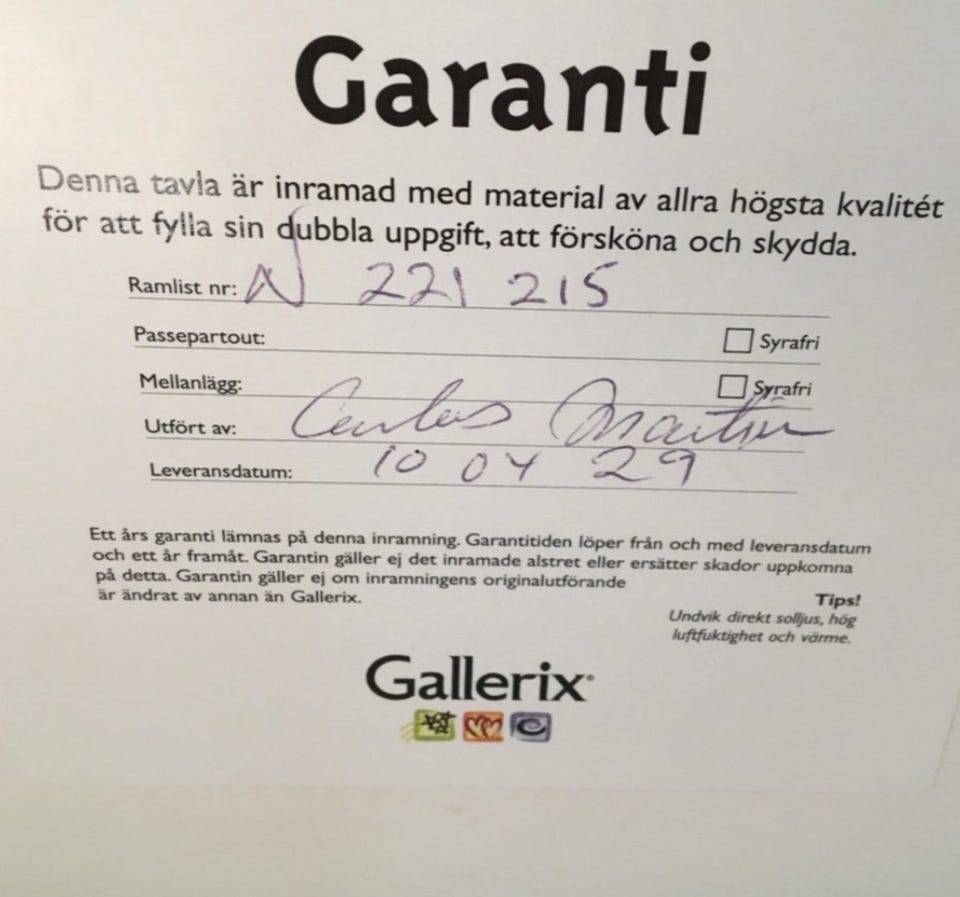 Garanti
Denna tavla är inramad med material av allra högsta kvalitét
för att fylla sin dubbla uppgift, att försköna och skydda.
Ramlist nr: N 221 215
Passepartout: Syrafri
Mellanlägg: Syrafri
Utfört av: Carlos Martin
Leveransdatum: 10 04 29
Ett års garanti lämnas på denna inramning. Garantitiden löper från och med leveransdatum
och ett år framåt. Garantin gäller ej det inramade alstret eller ersätter skador uppkomna
på detta. Garantin gäller ej om inramningens originalutförande
är ändrat av annan än Gallerix.
Tips!
Undvik direkt solljus, hög
luftfuktighet och värme.
Gallerix